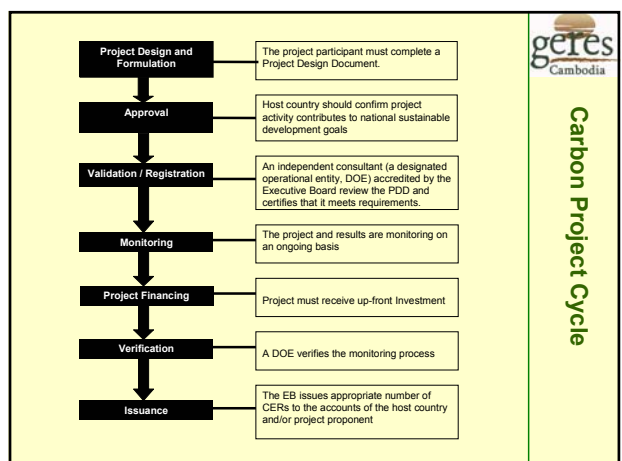 Project Design and
Formulation
The project participant must complete a
Project Design Document.
Approval
Host country should confirm project
activity contributes to national sustainable
development goals
Validation / Registration
An independent consultant (a designated
operational entity, DOE) accredited by the
Executive Board review the PDD and
certifies that it meets requirements.
Monitoring
The project and results are monitoring on
an ongoing basis
Project Financing
Project must receive up-front Investment
Verification
A DOE verifies the monitoring process
Issuance
The EB issues appropriate number of
CERs to the accounts of the host country
and/or project proponent
geres
Cambodia
Carbon Project Cycle